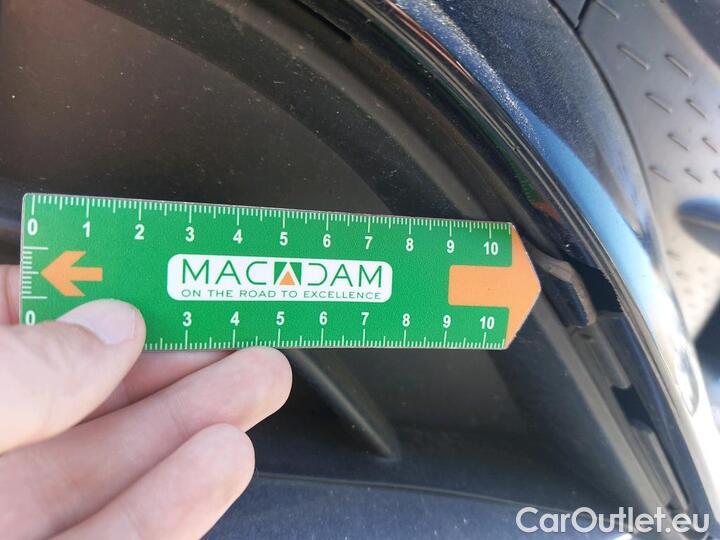 0 1 2 3 4 5 6 7 8 9 10
MACADAM
ON THE ROAD TO EXCELLENCE
0 3 4 5 6 7 8 9 10
CarOutlet.eu